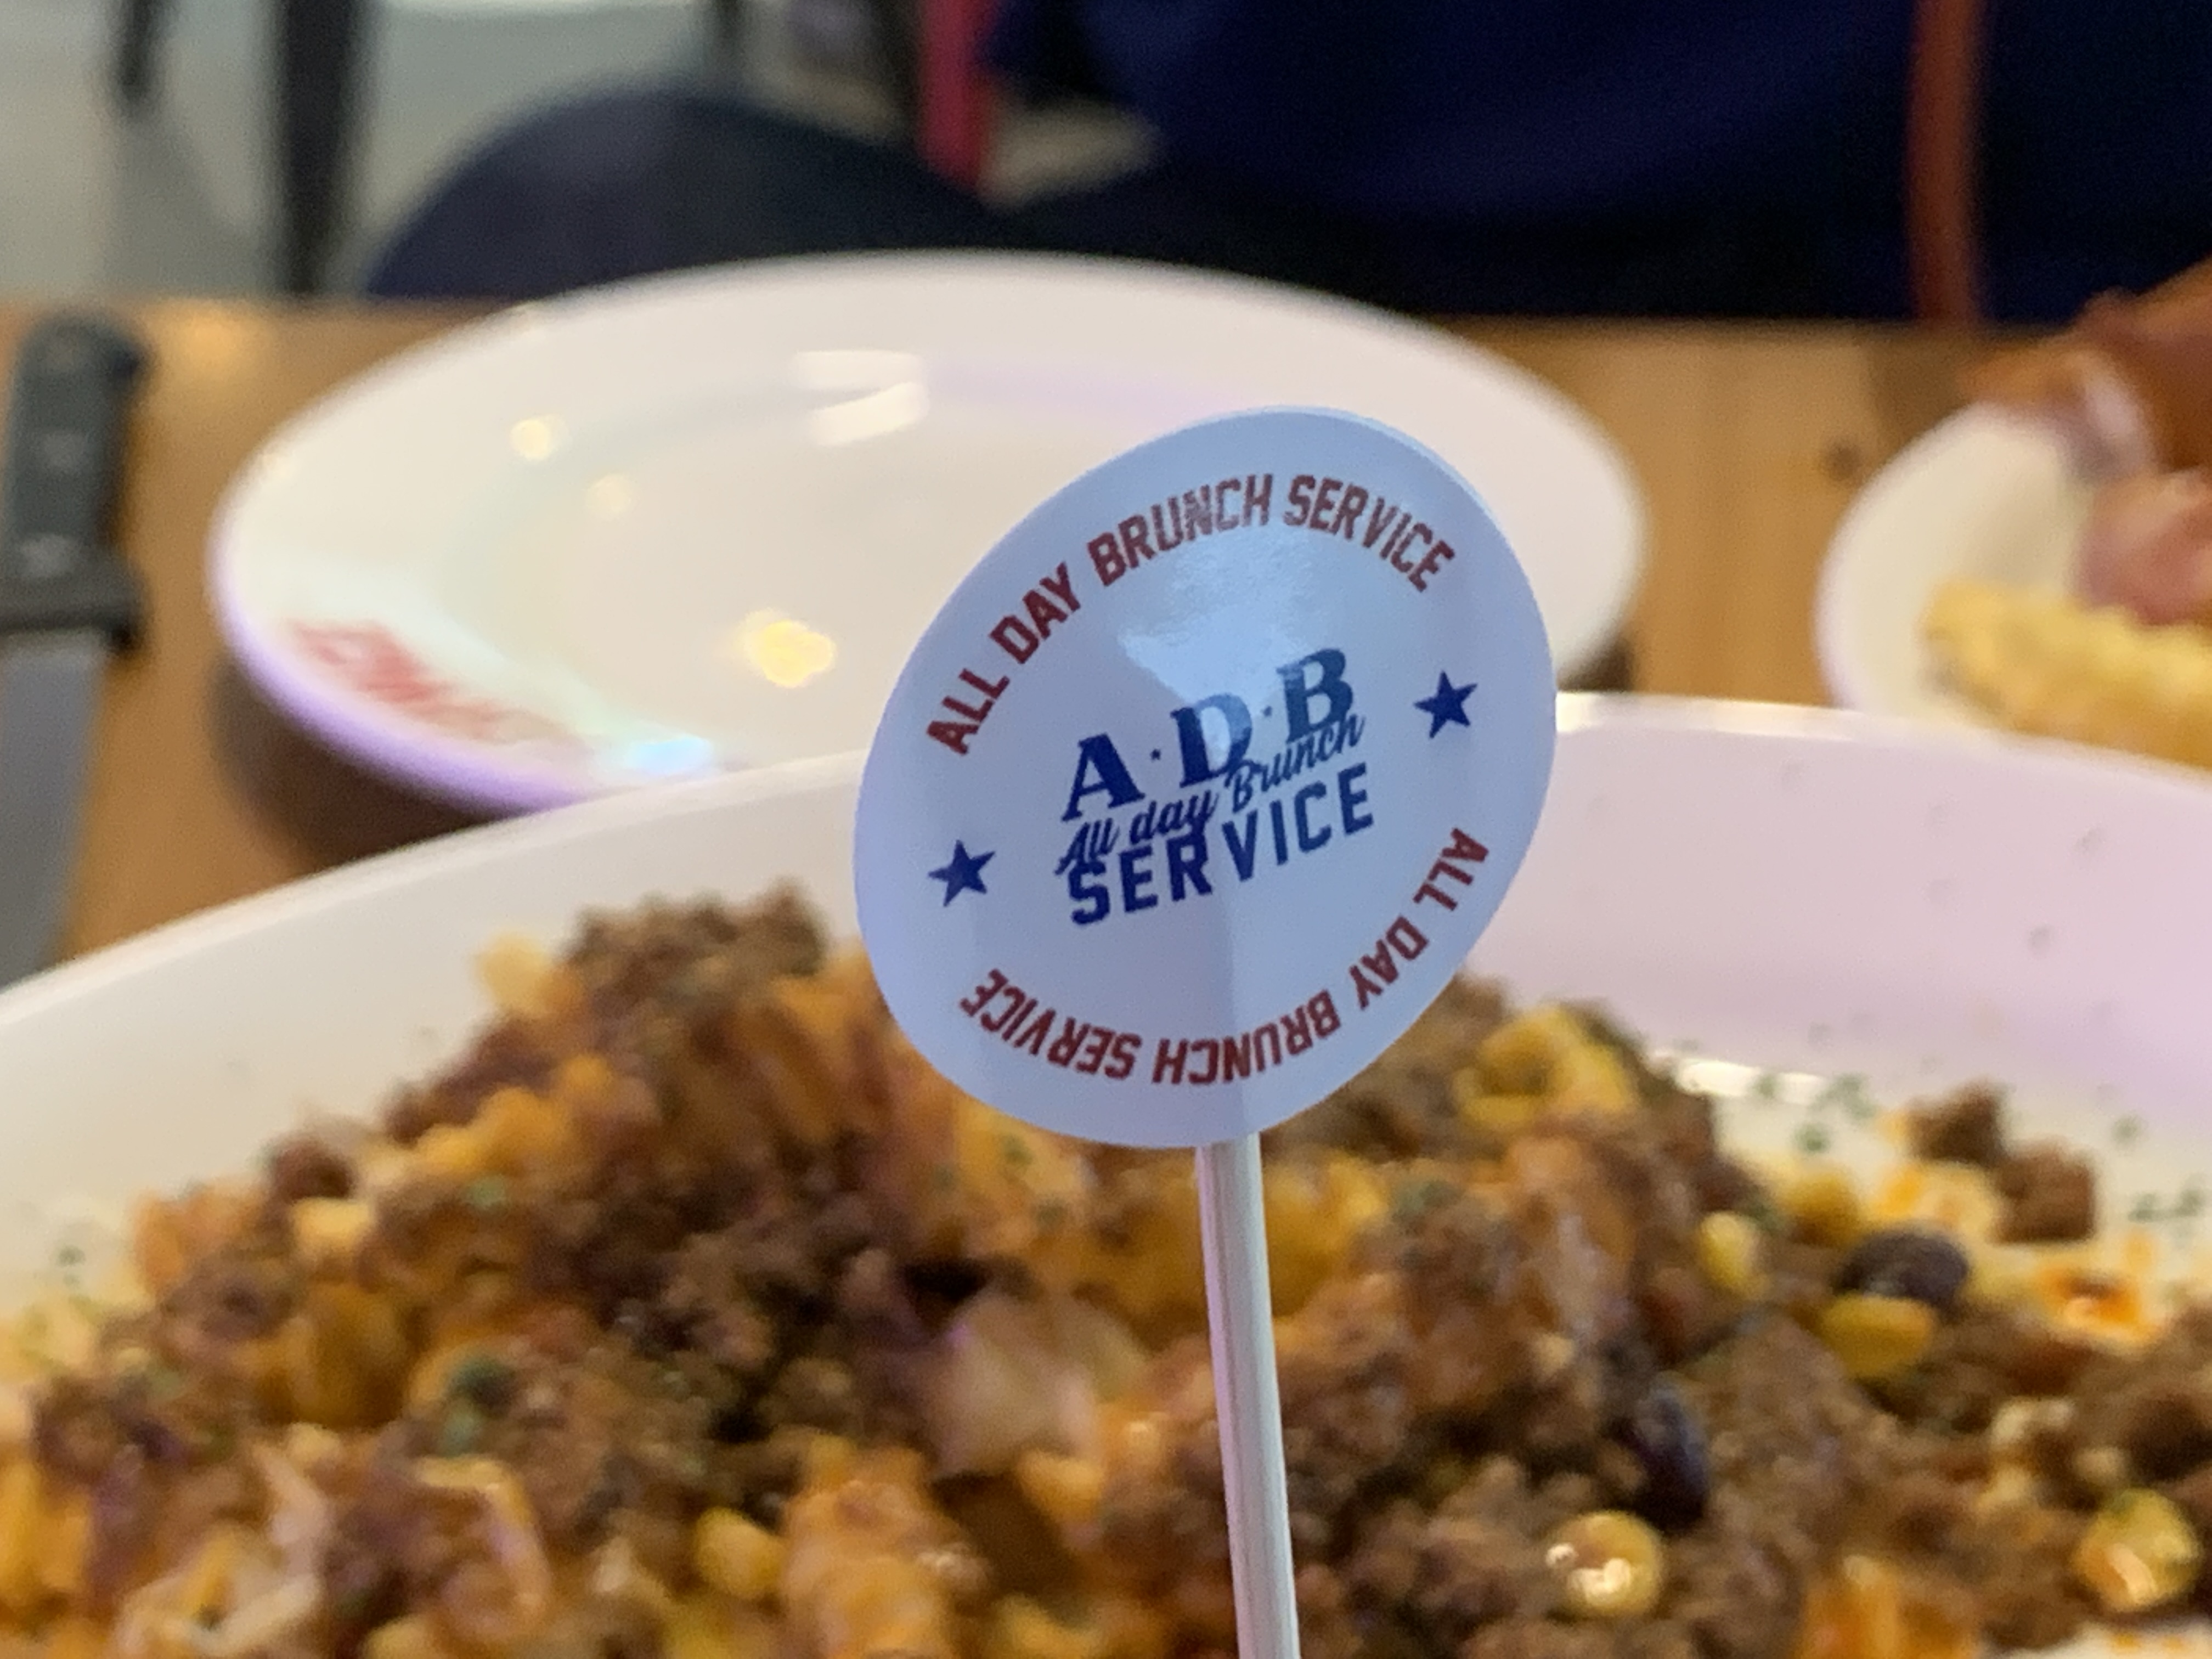 ALL DAY BRUNCH SERVICE
A·D·B
All day Brunch
SERVICE
ALL DAY BRUNCH SERVICE